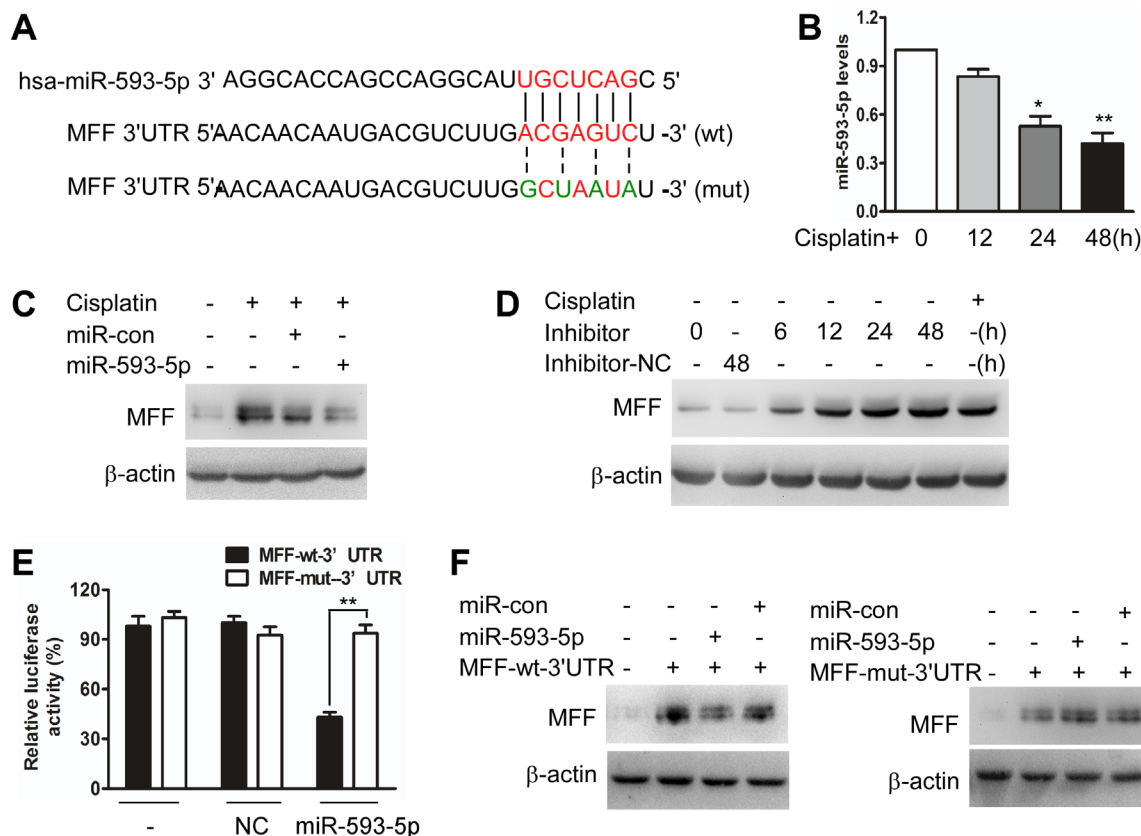 A
hsa-miR-593-5p 3' AGGCACCAGCCAGGCAUUGCUCAGC 5'
MFF 3'UTR 5'AACAACAAUGACGUCUUGACGAGUCU -3' (wt)
MFF 3'UTR 5'AACAACAAUGACGUCUUGGCUAAUAU -3' (mut)
B
miR-593-5p levels
1.2
0.9
0.6
0.3
0.0
* **
Cisplatin+ 0 12 24 48(h)
C
Cisplatin - + + +
miR-con - - + -
miR-593-5p - - - +
MFF
β-actin
D
Cisplatin - - - - - - +
Inhibitor 0 - 6 12 24 48 -(h)
Inhibitor-NC - 48 - - - - -(h)
MFF
β-actin
E
MFF-wt-3' UTR
MFF-mut--3' UTR
Relative luciferase
activity (%)
120
90
60
30
0
**
- NC miR-593-5p
F
miR-con - - - +
miR-593-5p - - + -
MFF-wt-3'UTR - + + +
MFF
β-actin
miR-con - - - +
miR-593-5p - - + -
MFF-mut-3'UTR - + + +
MFF
β-actin